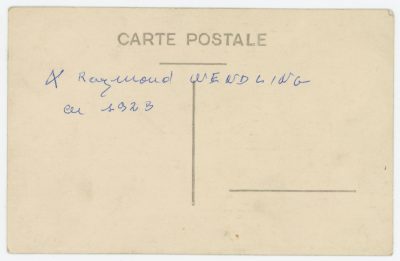 CARTE POSTALE
X Raymond WENDLING
en 1923